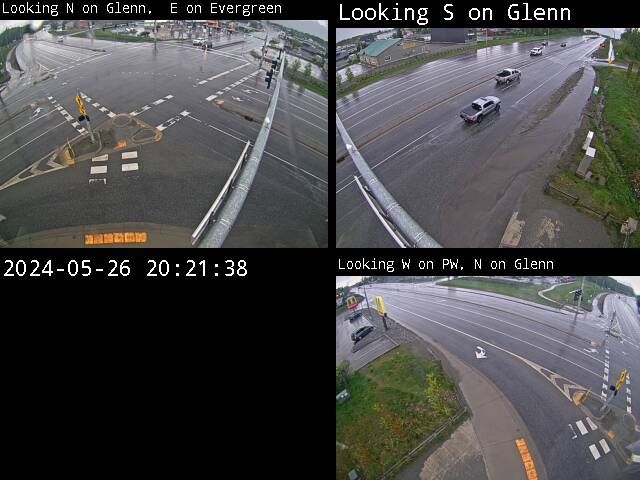 Looking N on Glenn,  E on Evergreen
Looking S on Glenn
2024-05-26 20:21:38
Looking W on PW, N on Glenn